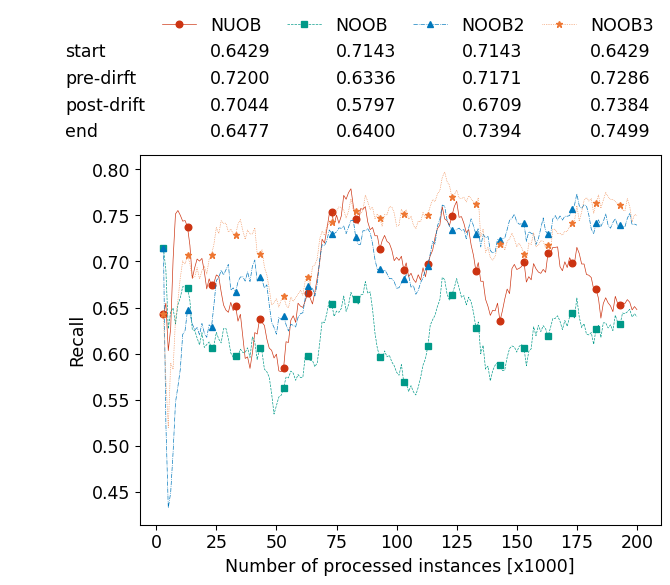 NUOB NOOB NOOB2 NOOB3
start 0.6429 0.7143 0.7143 0.6429
pre-dirft 0.7200 0.6336 0.7171 0.7286
post-drift 0.7044 0.5797 0.6709 0.7384
end 0.6477 0.6400 0.7394 0.7499
0.80
0.75
0.70
0.65
0.60
0.55
0.50
0.45
Recall
0 25 50 75 100 125 150 175 200
Number of processed instances [x1000]